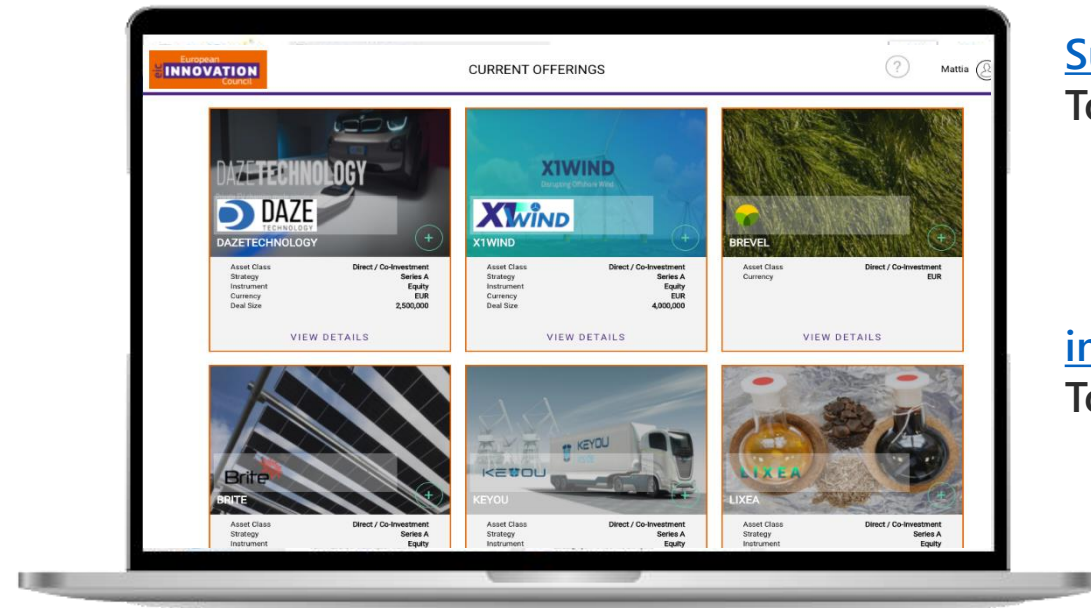 European
eic INNOVATION
Council
CURRENT OFFERINGS
?
Mattia
DAZETECHNOLOGY
DAZE
TECHNOLOGY
DAZETECHNOLOGY
+
Asset Class Direct / Co-Investment
Strategy Series A
Instrument Equity
Currency EUR
Deal Size 2,500,000
VIEW DETAILS
X1WIND
Disrupting Offshore Wind
X1WIND
X1WIND
+
Asset Class Direct / Co-Investment
Strategy Series A
Instrument Equity
Currency EUR
Deal Size 4,000,000
VIEW DETAILS
BREVEL
+
Asset Class Direct / Co-Investment
Currency EUR
VIEW DETAILS
Brite
BRITE
+
Asset Class Direct / Co-Investment
Strategy Series A
Instrument Equity
KEYOU
KEYOU
KEYOU
+
Asset Class Direct / Co-Investment
Strategy Series A
Instrument Equity
LIXEA
LIXEA
+
Asset Class Direct / Co-Investment
Strategy Series A
Instrument Equity